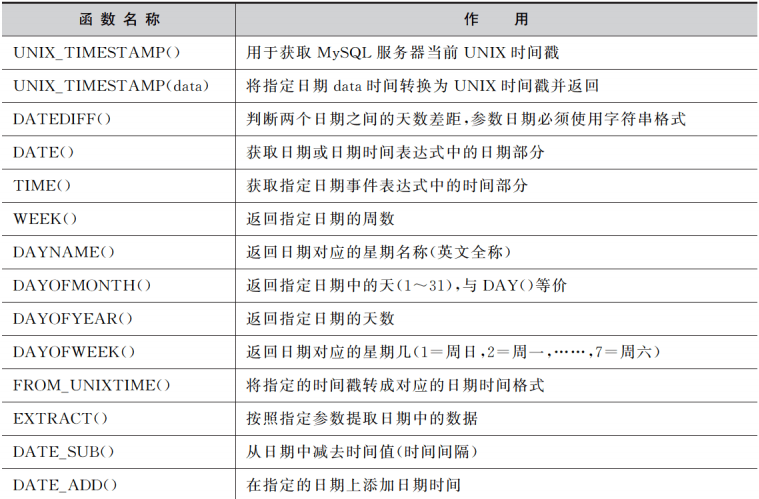 函数名称 作用
UNIX_TIMESTAMP() 用于获取 MySQL 服务器当前 UNIX 时间戳
UNIX_TIMESTAMP(data) 将指定日期 data 时间转换为 UNIX 时间戳并返回
DATEDIFF() 判断两个日期之间的天数差距,参数日期必须使用字符串格式
DATE() 获取日期或日期时间表达式中的日期部分
TIME() 获取指定日期事件表达式中的时间部分
WEEK() 返回指定日期的周数
DAYNAME() 返回日期对应的星期名称(英文全称)
DAYOFMONTH() 返回指定日期中的天(1~31),与 DAY()等价
DAYOFYEAR() 返回指定日期的天数
DAYOFWEEK() 返回日期对应的星期几(1=周日,2=周一,……,7=周六)
FROM_UNIXTIME() 将指定的时间戳转成对应的日期时间格式
EXTRACT() 按照指定参数提取日期中的数据
DATE_SUB() 从日期中减去时间值(时间间隔)
DATE_ADD() 在指定的日期上添加日期时间